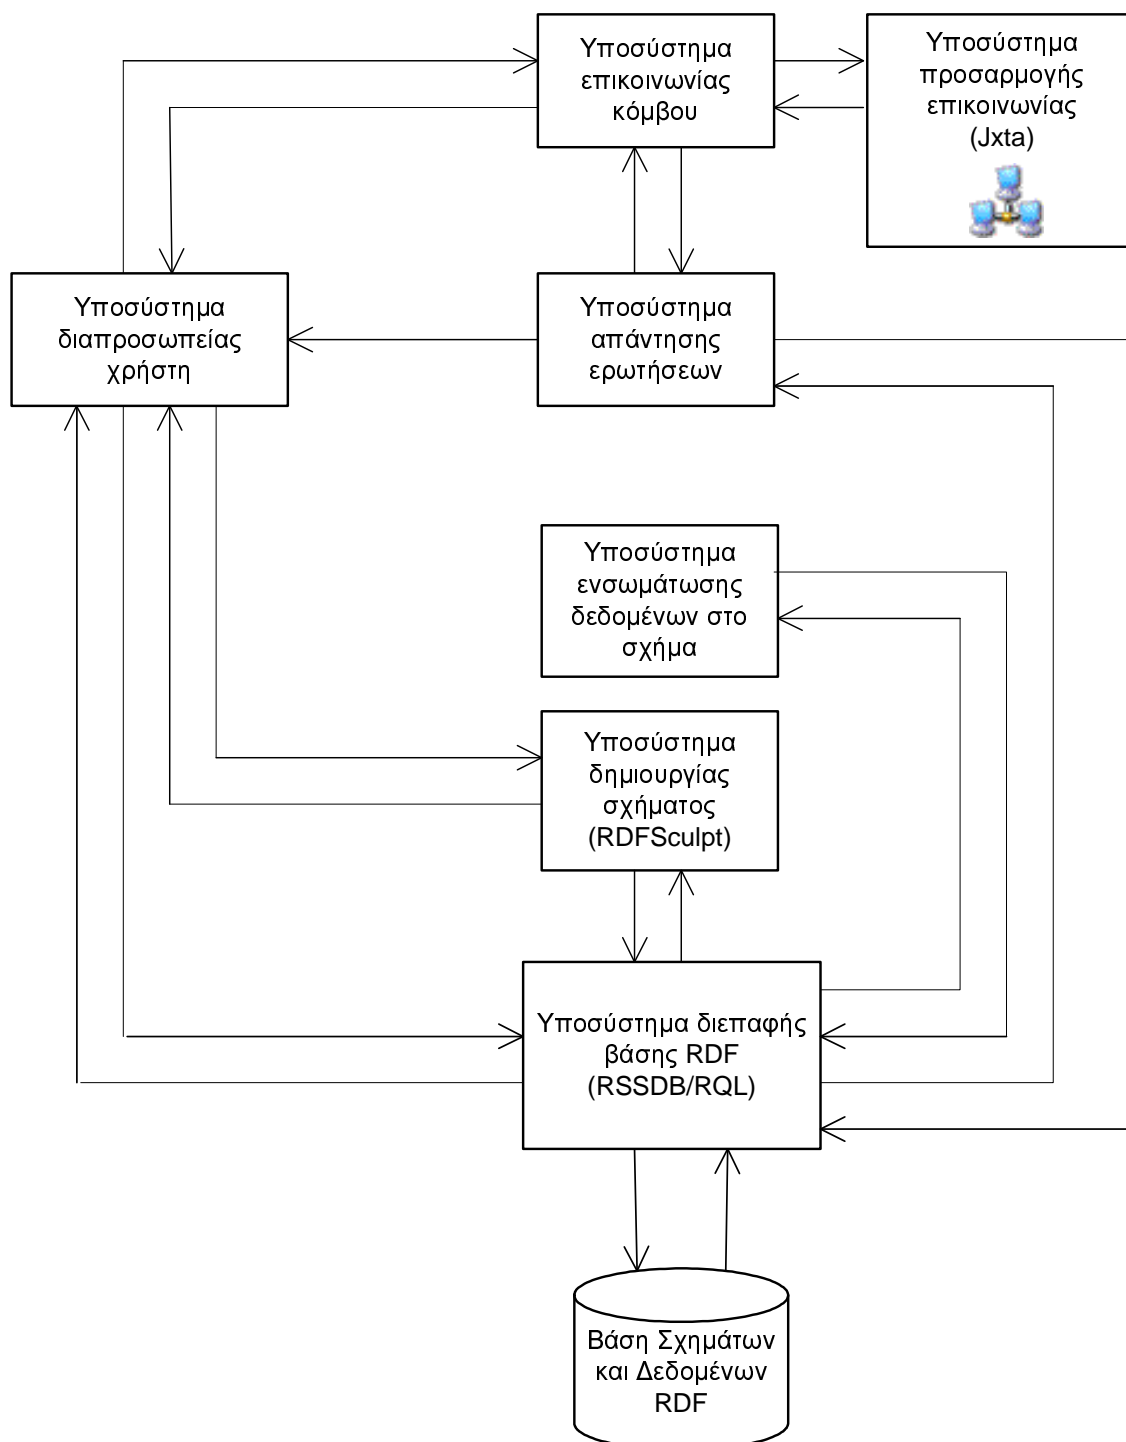 Υποσύστημα
επικοινωνίας
κόμβου
Υποσύστημα
προσαρμογής
επικοινωνίας
(Jxta)
Υποσύστημα
διαπροσωπείας
χρήστη
Υποσύστημα
απάντησης
ερωτήσεων
Υποσύστημα
ενσωμάτωσης
δεδομένων στο
σχήμα
Υποσύστημα
δημιουργίας
σχήματος
(RDFSculpt)
Υποσύστημα διεπαφής
βάσης RDF
(RSSDB/RQL)
Βάση Σχημάτων
και Δεδομένων
RDF